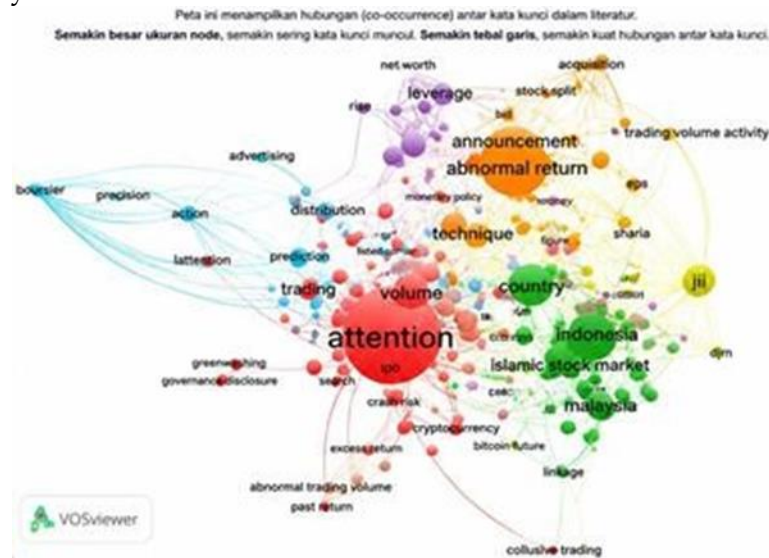 Peta ini menampilkan hubungan (co-occurrence) antar kata kunci dalam literatur.
Semakin besar ukuran node, semakin sering kata kunci muncul. Semakin tebal garis, semakin kuat hubungan antar kata kunci.
net worth
acquisition
leverage
stock split
rise
bid
trading volume activity
announcement
advertising
abnormal return
boursier
precision
monetary policy
eps
action
distribution
technique
sharia
figure
lattention
prediction
trading
volume
country
jii
attention
indonesia
djim
greenwashing
ipo
islamic stock market
governance disclosure
search
crash risk
malaysia
cryptocurrency
excess return
bitcoin future
linkage
abnormal trading volume
past return
collusive trading
VOSviewer